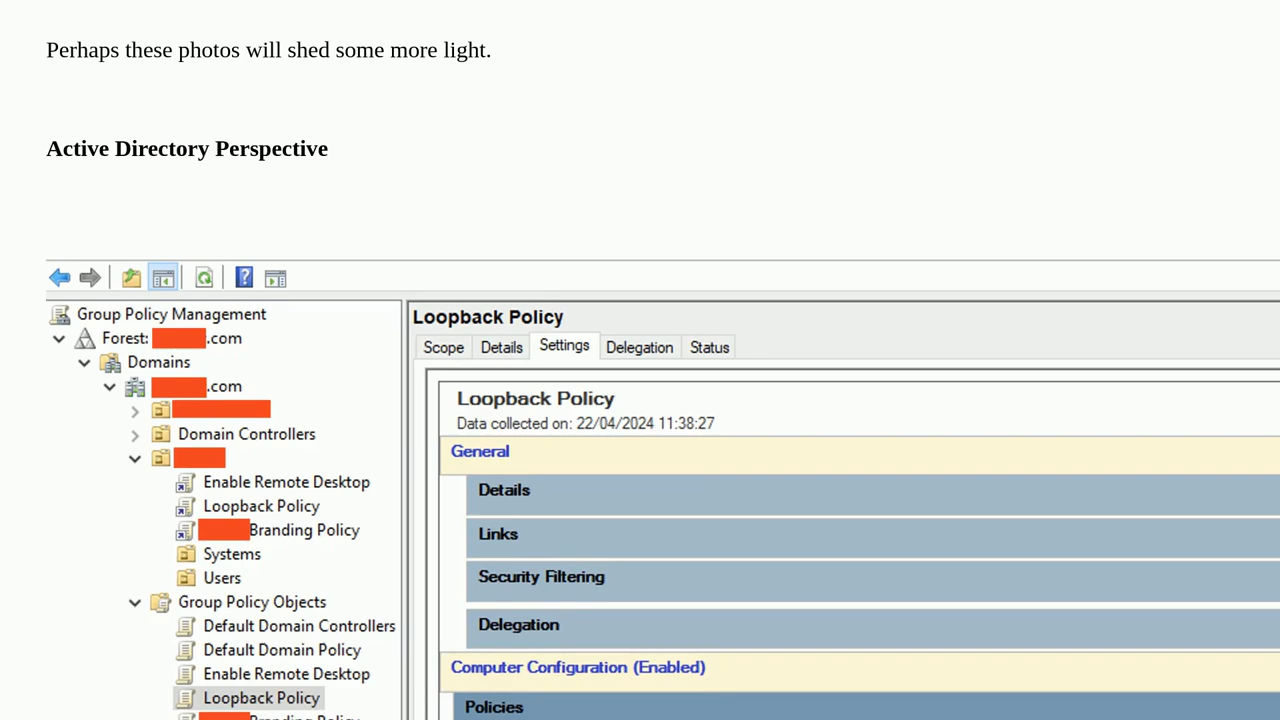 Perhaps these photos will shed some more light.
Active Directory Perspective
Group Policy Management
Forest: .com
Domains
.com
Domain Controllers
Enable Remote Desktop
Loopback Policy
Branding Policy
Systems
Users
Group Policy Objects
Default Domain Controllers
Default Domain Policy
Enable Remote Desktop
Loopback Policy
Branding Policy
Loopback Policy
Scope Details Settings Delegation Status
Loopback Policy
Data collected on: 22/04/2024 11:38:27
General
Details
Links
Security Filtering
Delegation
Computer Configuration (Enabled)
Policies